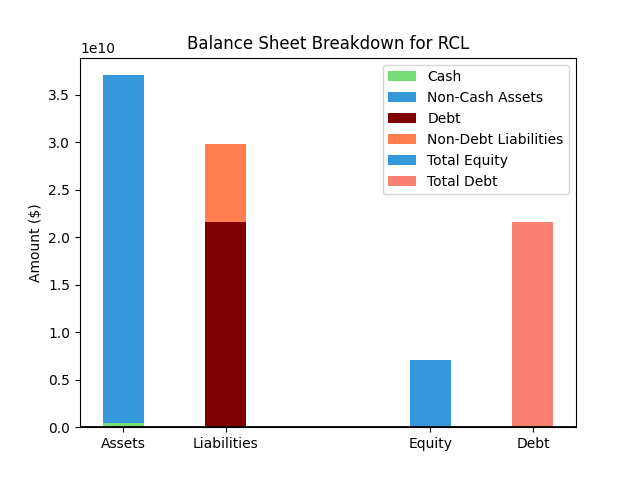 Balance Sheet Breakdown for RCL
1e10
Cash
Non-Cash Assets
Debt
Non-Debt Liabilities
Total Equity
Total Debt
Amount ($)
3.5
3.0
2.5
2.0
1.5
1.0
0.5
0.0
Assets Liabilities Equity Debt